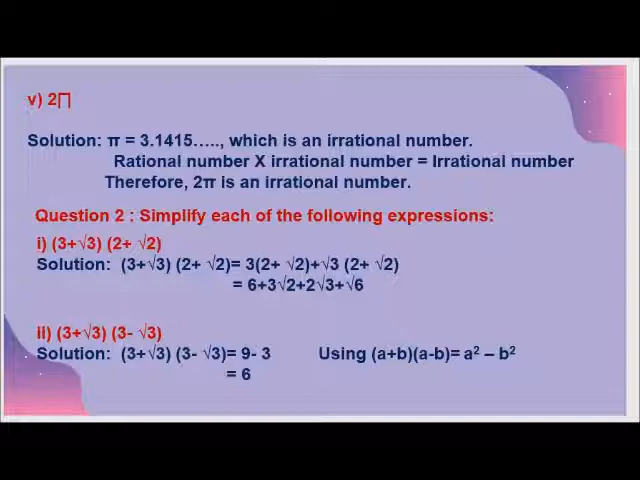 v) 2∏
Solution: π = 3.1415….., which is an irrational number.
Rational number X irrational number = Irrational number
Therefore, 2π is an irrational number.
Question 2 : Simplify each of the following expressions:
i) (3+√3) (2+ √2)
Solution: (3+√3) (2+ √2)= 3(2+ √2)+√3 (2+ √2)
= 6+3√2+2√3+√6
ii) (3+√3) (3- √3)
Solution: (3+√3) (3- √3)= 9- 3 Using (a+b)(a-b)= a² – b²
= 6